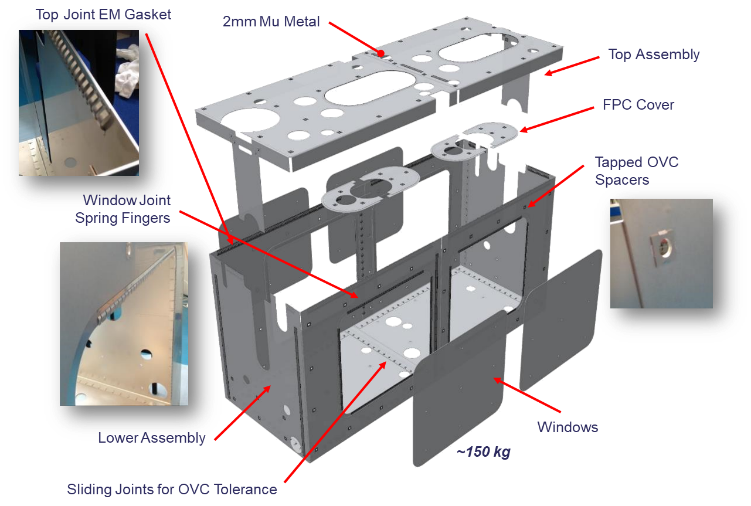 Top Joint EM Gasket
2mm Mu Metal
Top Assembly
FPC Cover
Tapped OVC
Spacers
Window Joint
Spring Fingers
Lower Assembly
Windows
~150 kg
Sliding Joints for OVC Tolerance